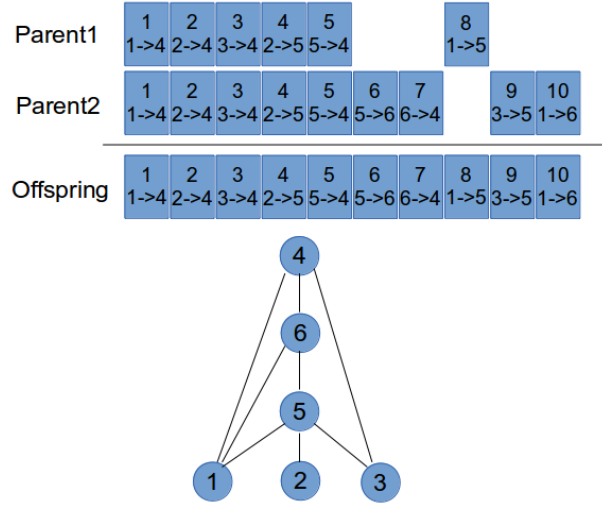 Parent1 1 2 3 4 5 8
1->4 2->4 3->4 2->5 5->4 1->5
Parent2 1 2 3 4 5 6 7 9 10
1->4 2->4 3->4 2->5 5->4 5->6 6->4 3->5 1->6
Offspring 1 2 3 4 5 6 7 8 9 10
1->4 2->4 3->4 2->5 5->4 5->6 6->4 1->5 3->5 1->6
4
6
5
1 2 3